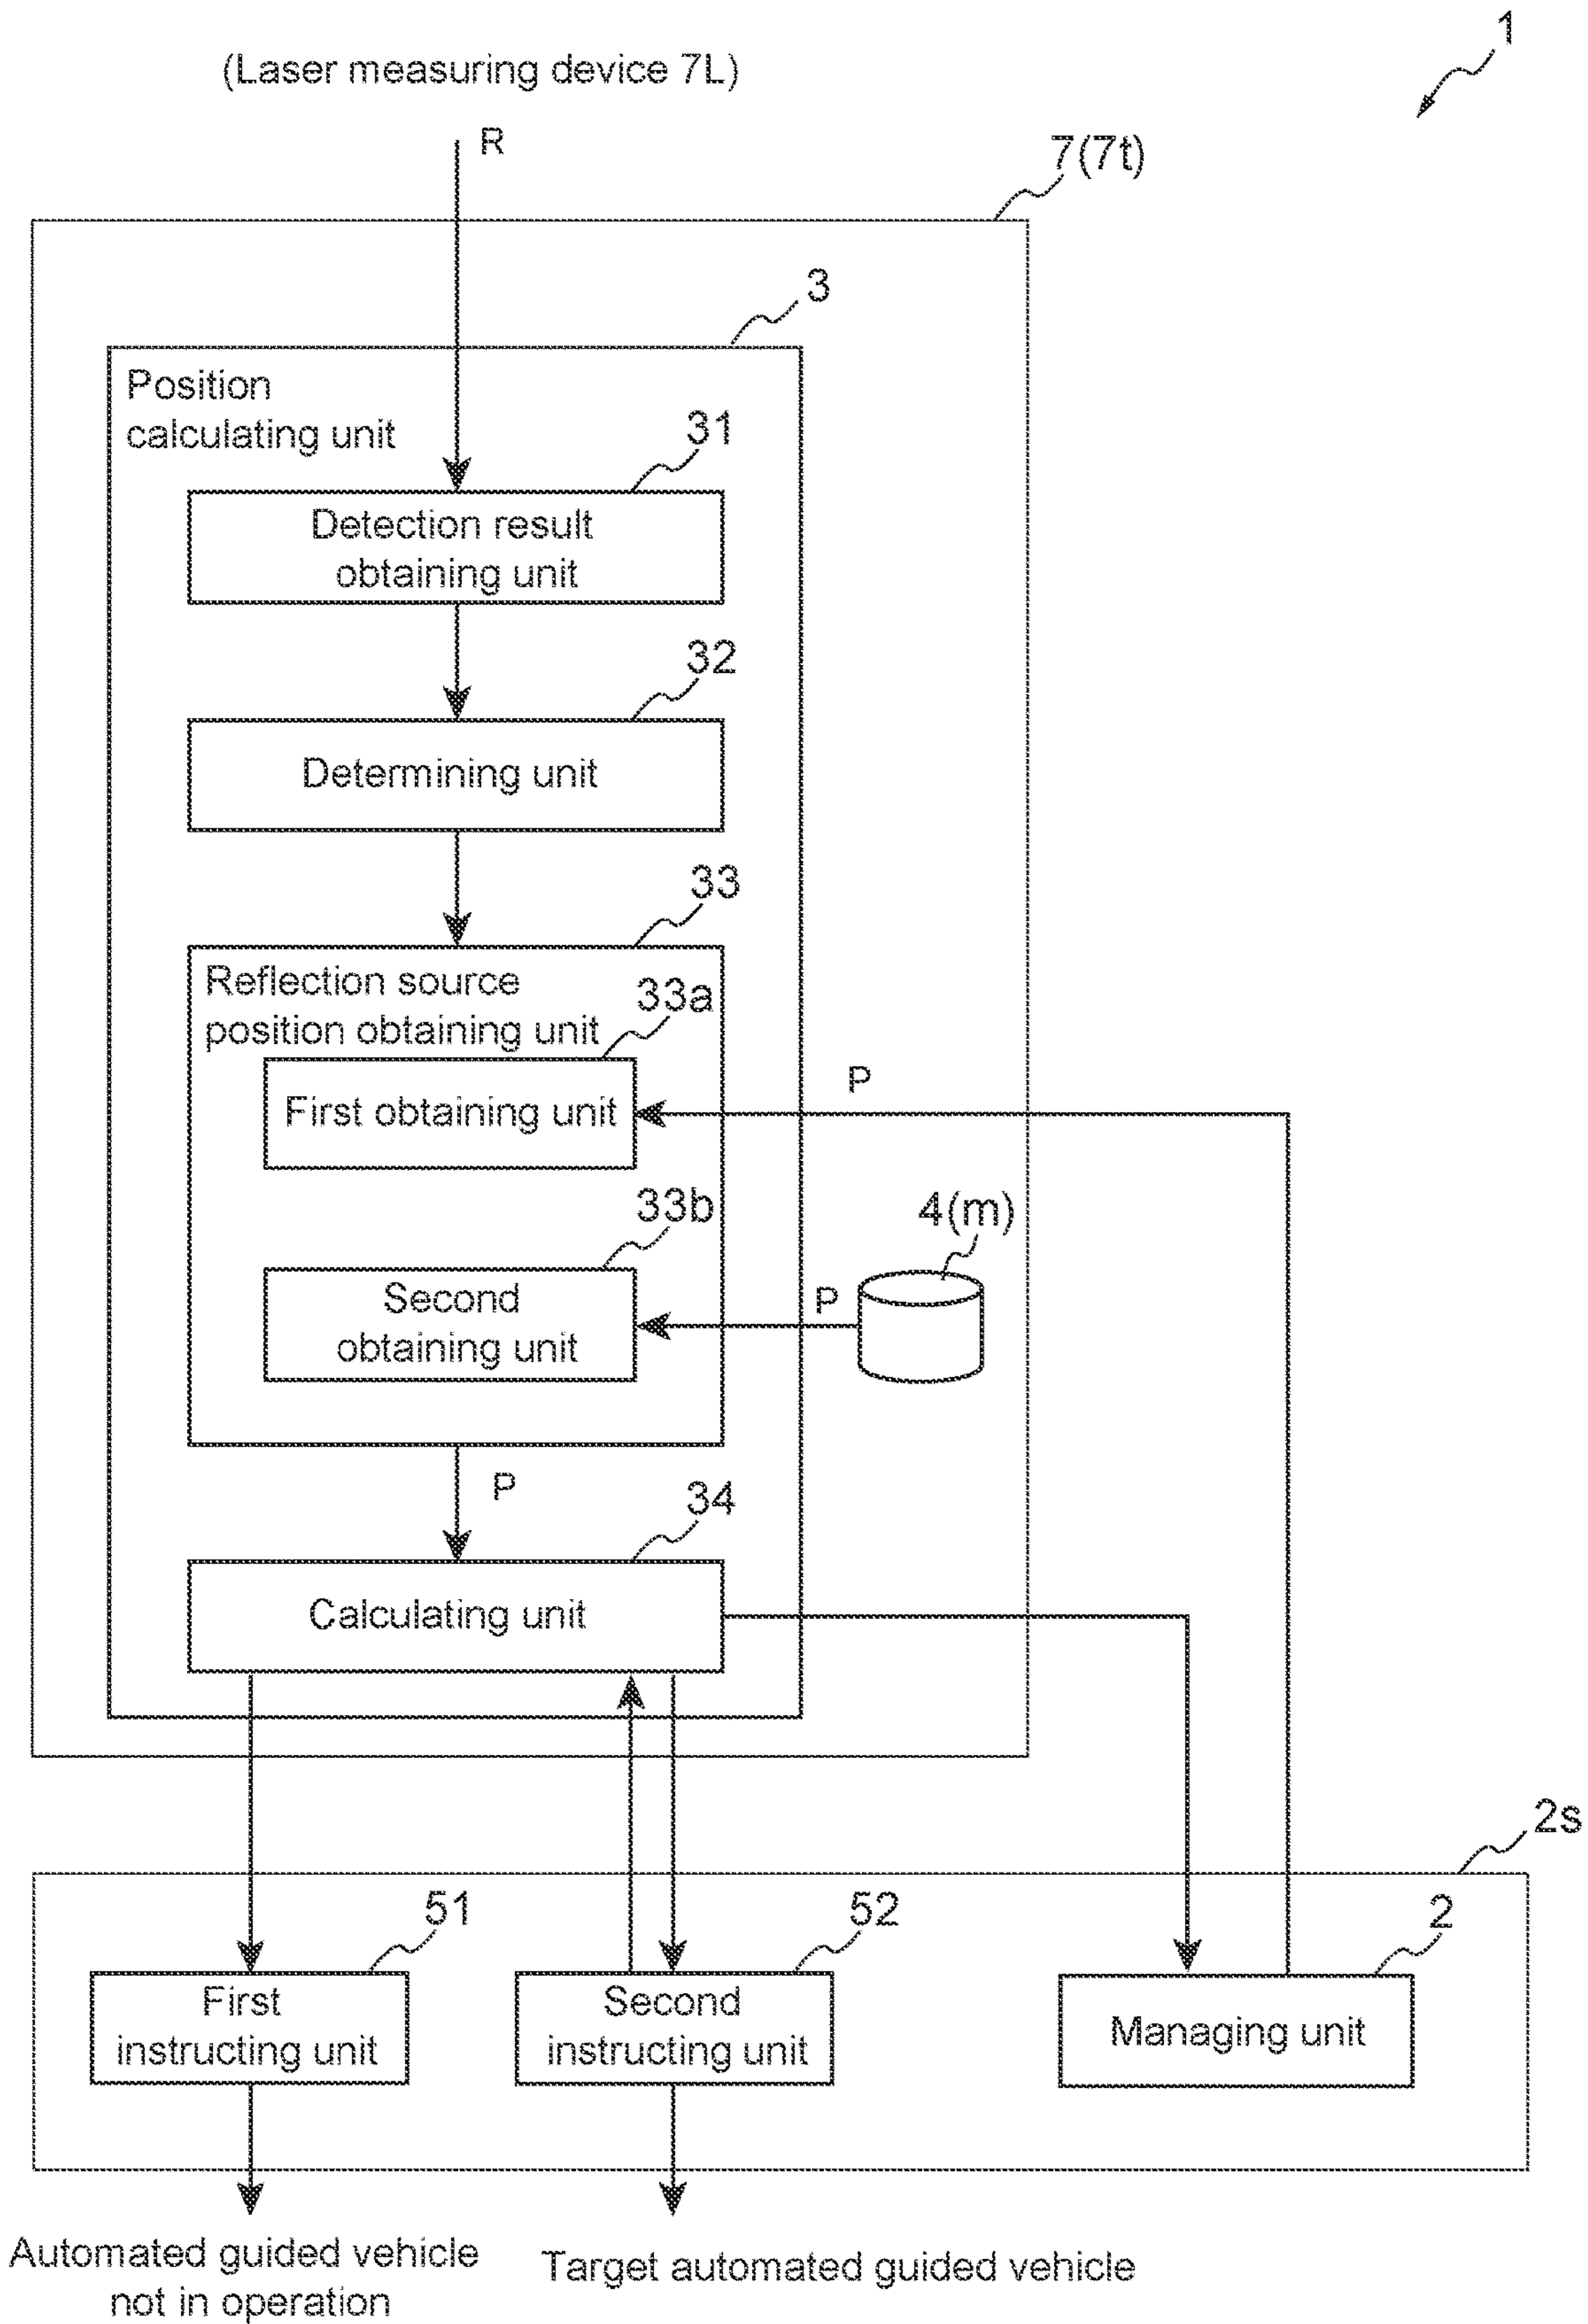 1
(Laser measuring device 7L)
R
7(7t)
3
Position
calculating unit
31
Detection result
obtaining unit
32
Determining unit
33
Reflection source
position obtaining unit
33a
First obtaining unit
P
33b
4(m)
Second
obtaining unit
P
P
34
Calculating unit
2s
51
52
2
First
instructing unit
Second
instructing unit
Managing unit
Automated guided vehicle
not in operation
Target automated guided vehicle